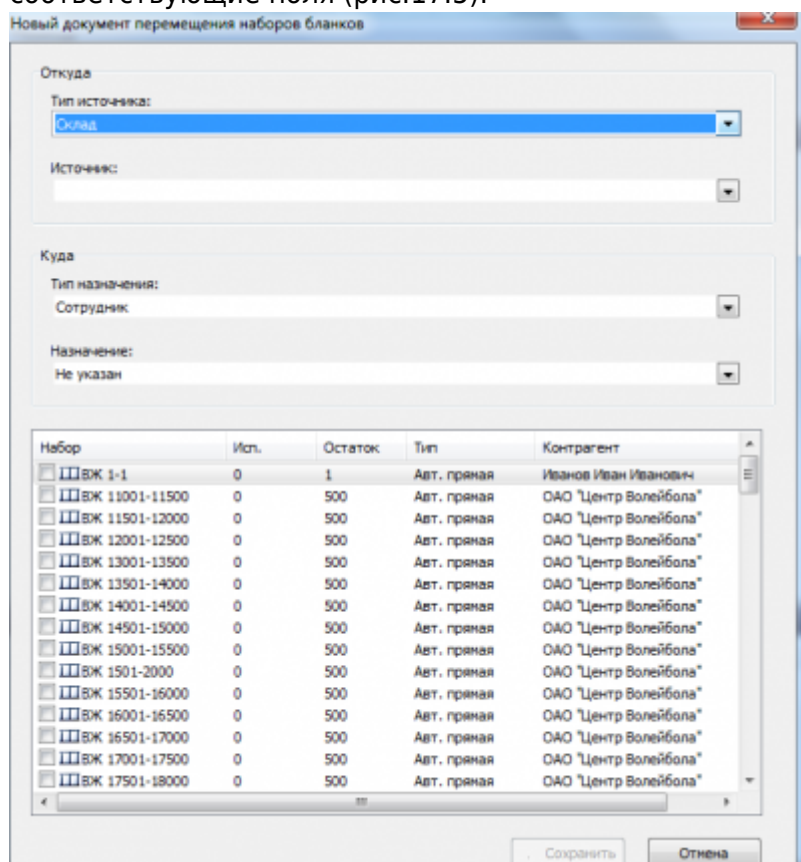 соответствующие поля (рис.17.5).
Новый документ перемещения наборов бланков
Откуда
Тип источника:
Склад
Источник:
Куда
Тип назначения:
Сотрудник
Назначение:
Не указан
Набор Исп. Остаток Тип Контрагент
ВЖ 1-1 0 1 Авт. прямая Иванов Иван Иванович
ВЖ 11001-11500 0 500 Авт. прямая ОАО "Центр Волейбола"
ВЖ 11501-12000 0 500 Авт. прямая ОАО "Центр Волейбола"
ВЖ 12001-12500 0 500 Авт. прямая ОАО "Центр Волейбола"
ВЖ 13001-13500 0 500 Авт. прямая ОАО "Центр Волейбола"
ВЖ 13501-14000 0 500 Авт. прямая ОАО "Центр Волейбола"
ВЖ 14001-14500 0 500 Авт. прямая ОАО "Центр Волейбола"
ВЖ 14501-15000 0 500 Авт. прямая ОАО "Центр Волейбола"
ВЖ 15001-15500 0 500 Авт. прямая ОАО "Центр Волейбола"
ВЖ 1501-2000 0 500 Авт. прямая ОАО "Центр Волейбола"
ВЖ 15501-16000 0 500 Авт. прямая ОАО "Центр Волейбола"
ВЖ 16001-16500 0 500 Авт. прямая ОАО "Центр Волейбола"
ВЖ 16501-17000 0 500 Авт. прямая ОАО "Центр Волейбола"
ВЖ 17001-17500 0 500 Авт. прямая ОАО "Центр Волейбола"
ВЖ 17501-18000 0 500 Авт. прямая ОАО "Центр Волейбола"
Сохранить Отмена